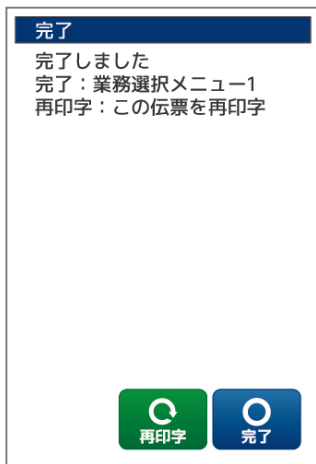 完了
完了しました
完了：業務選択メニュー1
再印字：この伝票を再印字
再印字
完了